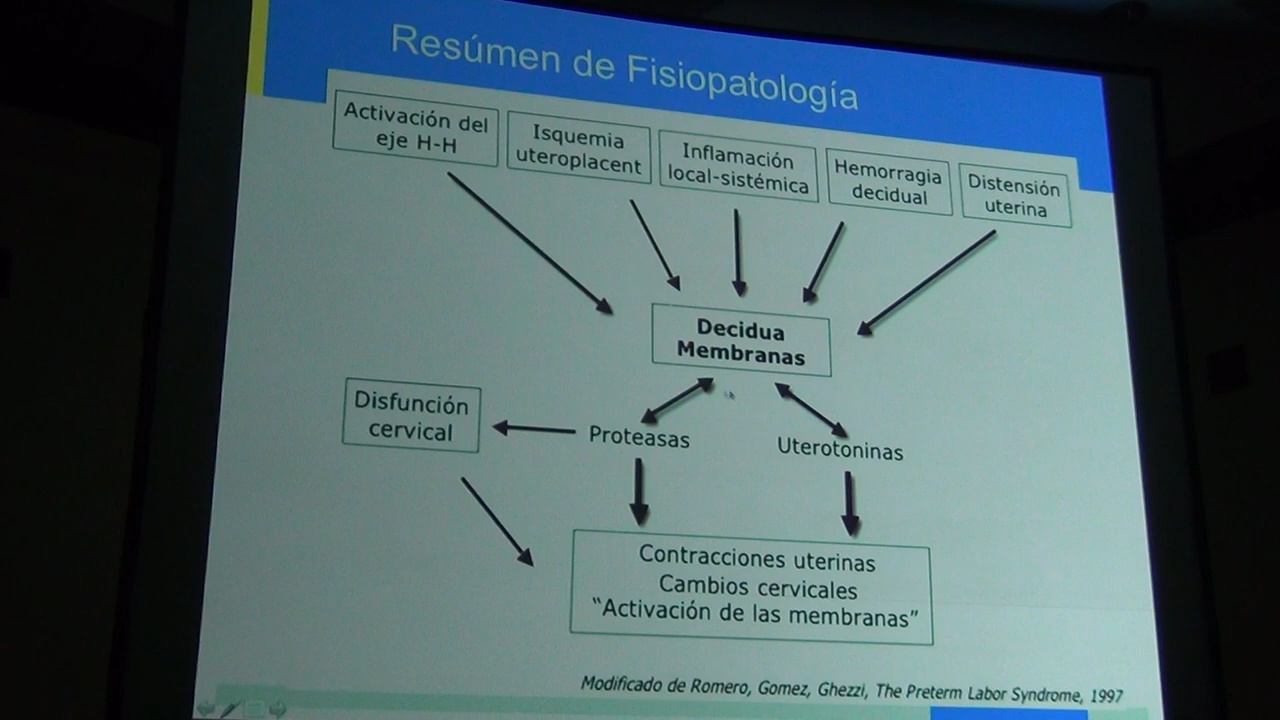 Resúmen de Fisiopatología
Activación del
eje H-H
Isquemia
uteroplacent
Inflamación
local-sistémica
Hemorragia
decidual
Distensión
uterina
Decidua
Membranas
Disfunción
cervical
Proteasas
Uterotoninas
Contracciones uterinas
Cambios cervicales
“Activación de las membranas”
Modificado de Romero, Gomez, Ghezzi, The Preterm Labor Syndrome, 1997